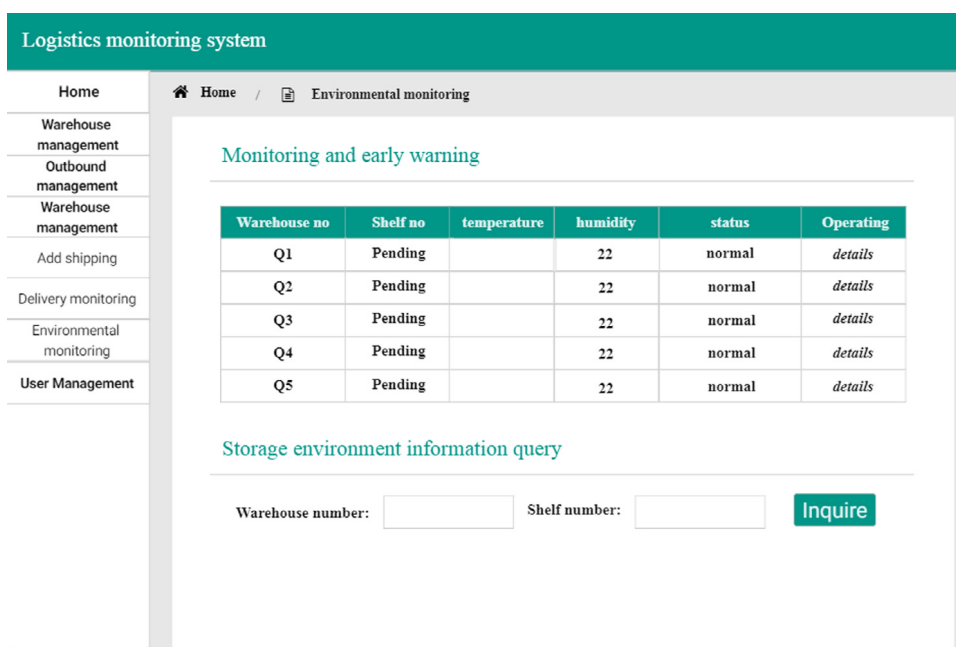 Logistics monitoring system
Home
Warehouse
management
Outbound
management
Warehouse
management
Add shipping
Delivery monitoring
Environmental
monitoring
User Management
Home / Environmental monitoring
Monitoring and early warning
Warehouse no Shelf no temperature humidity status Operating
Q1 Pending 22 normal details
Q2 Pending 22 normal details
Q3 Pending 22 normal details
Q4 Pending 22 normal details
Q5 Pending 22 normal details
Storage environment information query
Warehouse number: Shelf number: Inquire